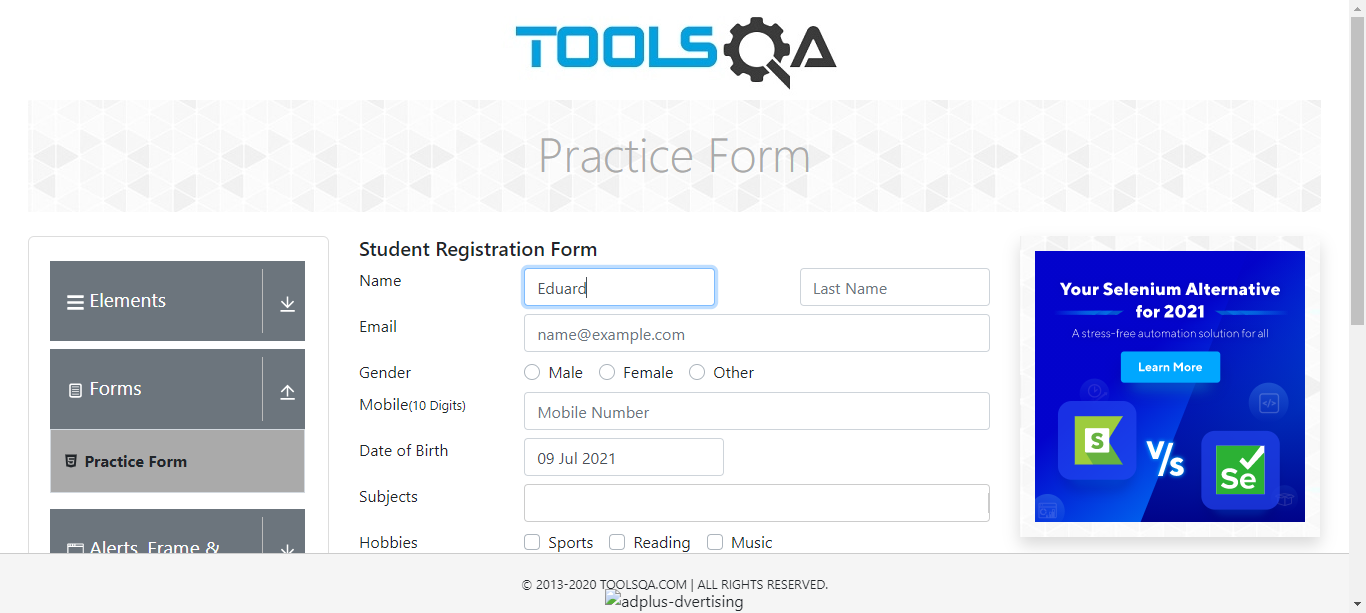 TOOLSQA
Practice Form
Elements
Forms
Practice Form
Alerts, Frame &
Student Registration Form
Name
Eduard
Last Name
Email
name@example.com
Gender
Male
Female
Other
Mobile(10 Digits)
Mobile Number
Date of Birth
09 Jul 2021
Subjects
Hobbies
Sports
Reading
Music
Your Selenium Alternative
for 2021
A stress-free automation solution for all
Learn More
S
V/s
Se
© 2013-2020 TOOLSQA.COM | ALL RIGHTS RESERVED.
adplus-dvertising